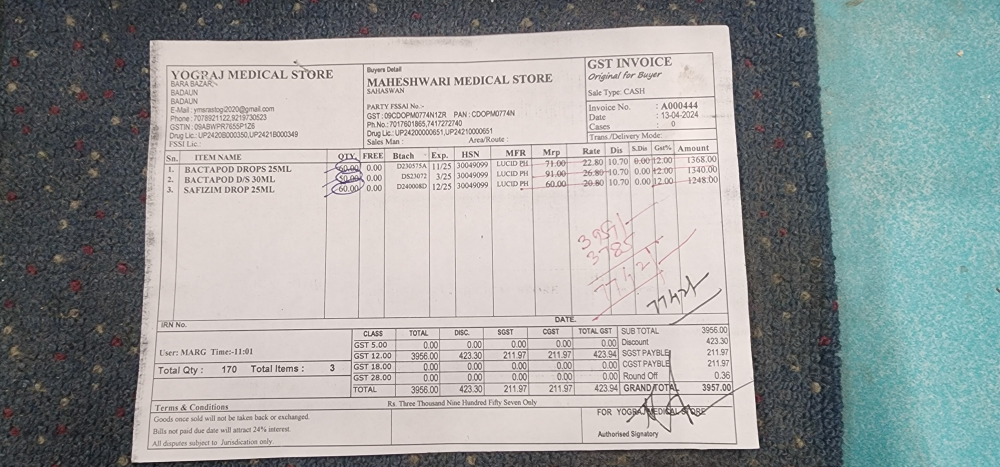 YOGRAJ MEDICAL STORE
BARA BAZAR,
BADAUN
BADAUN
E-Mail : ymsrastogi2020@gmail.com
Phone : 7078921122,9219730523
GSTIN : 09ABWPR7655P1Z6
Drug Lic.: UP2420B000350,UP2421B000349
FSSI Lic.:
Buyers Detail
MAHESHWARI MEDICAL STORE
SAHASWAN
PARTY FSSAI No :-
GST : 09CDOPM0774N1ZR PAN : CDOPM0774N
Ph.No.: 7017601865,7417272740
Drug Lic.: UP24200000651,UP24210000651
Sales Man : Area/Route :
GST INVOICE
Original for Buyer
Sale Type: CASH
Invoice No. : A000444
Date : 13-04-2024
Cases : 0
Trans./Delivery Mode:
Sn. ITEM NAME QTY. FREE Btach Exp. HSN MFR Mrp Rate Dis S.Dis Gst% Amount
1. BACTAPOD DROPS 25ML 60.00 0.00 D230575A 11/25 30049099 LUCID PH 71.00 22.80 10.70 0.00 12.00 1368.00
2. BACTAPOD D/S 30ML 50.00 0.00 DS23072 3/25 30049099 LUCID PH 91.00 26.80 10.70 0.00 12.00 1340.00
3. SAFIZIM DROP 25ML 60.00 0.00 D240008D 12/25 30049099 LUCID PH 60.00 20.80 10.70 0.00 12.00 1248.00
3957/-
3785
7742/-
7742/-
IRN No. DATE.
CLASS TOTAL DISC. SGST CGST TOTAL GST
GST 5.00 0.00 0.00 0.00 0.00 0.00
GST 12.00 3956.00 423.30 211.97 211.97 423.94
GST 18.00 0.00 0.00 0.00 0.00 0.00
GST 28.00 0.00 0.00 0.00 0.00 0.00
TOTAL 3956.00 423.30 211.97 211.97 423.94
User: MARG Time:-11:01
Total Qty : 170 Total Items : 3
SUB TOTAL 3956.00
Discount 423.30
SGST PAYBLE 211.97
CGST PAYBLE 211.97
Round Off 0.36
GRAND TOTAL 3957.00
Rs. Three Thousand Nine Hundred Fifty Seven Only
Terms & Conditions
Goods once sold will not be taken back or exchanged.
Bills not paid due date will attract 24% interest.
All disputes subject to Jurisdication only.
FOR YOGRAJ MEDICAL STORE
Authorised Signatory